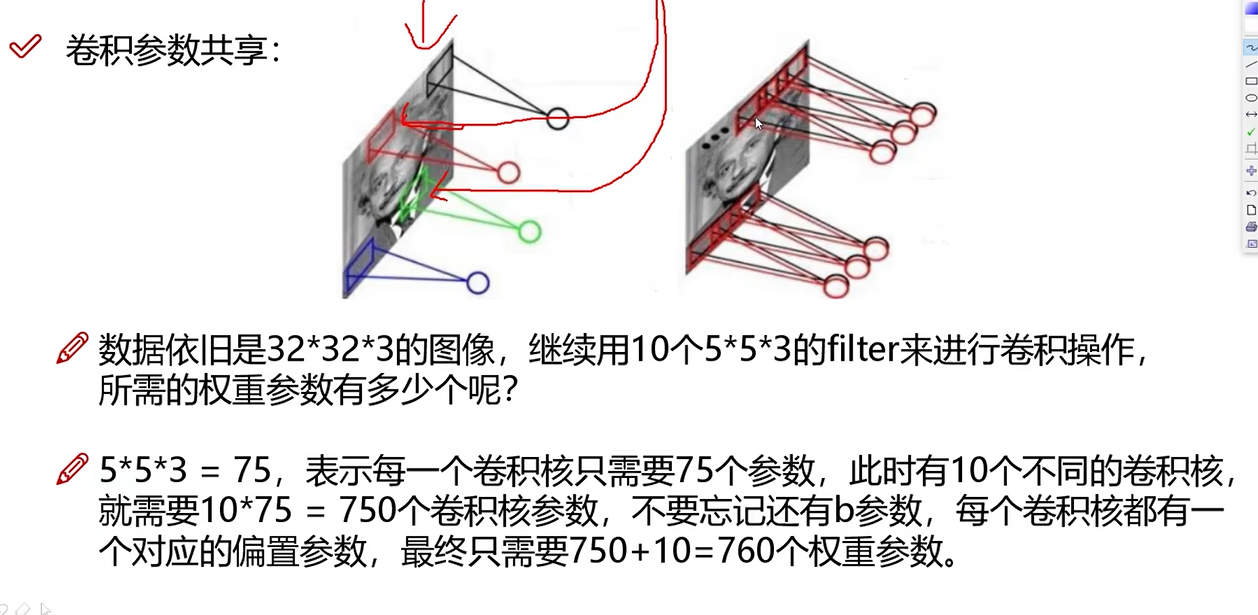 卷积参数共享：
数据依旧是32*32*3的图像，继续用10个5*5*3的filter来进行卷积操作，
所需的权重参数有多少个呢？
5*5*3 = 75，表示每一个卷积核只需要75个参数，此时有10个不同的卷积核，
就需要10*75 = 750个卷积核参数，不要忘记还有b参数，每个卷积核都有一
个对应的偏置参数，最终只需要750+10=760个权重参数。